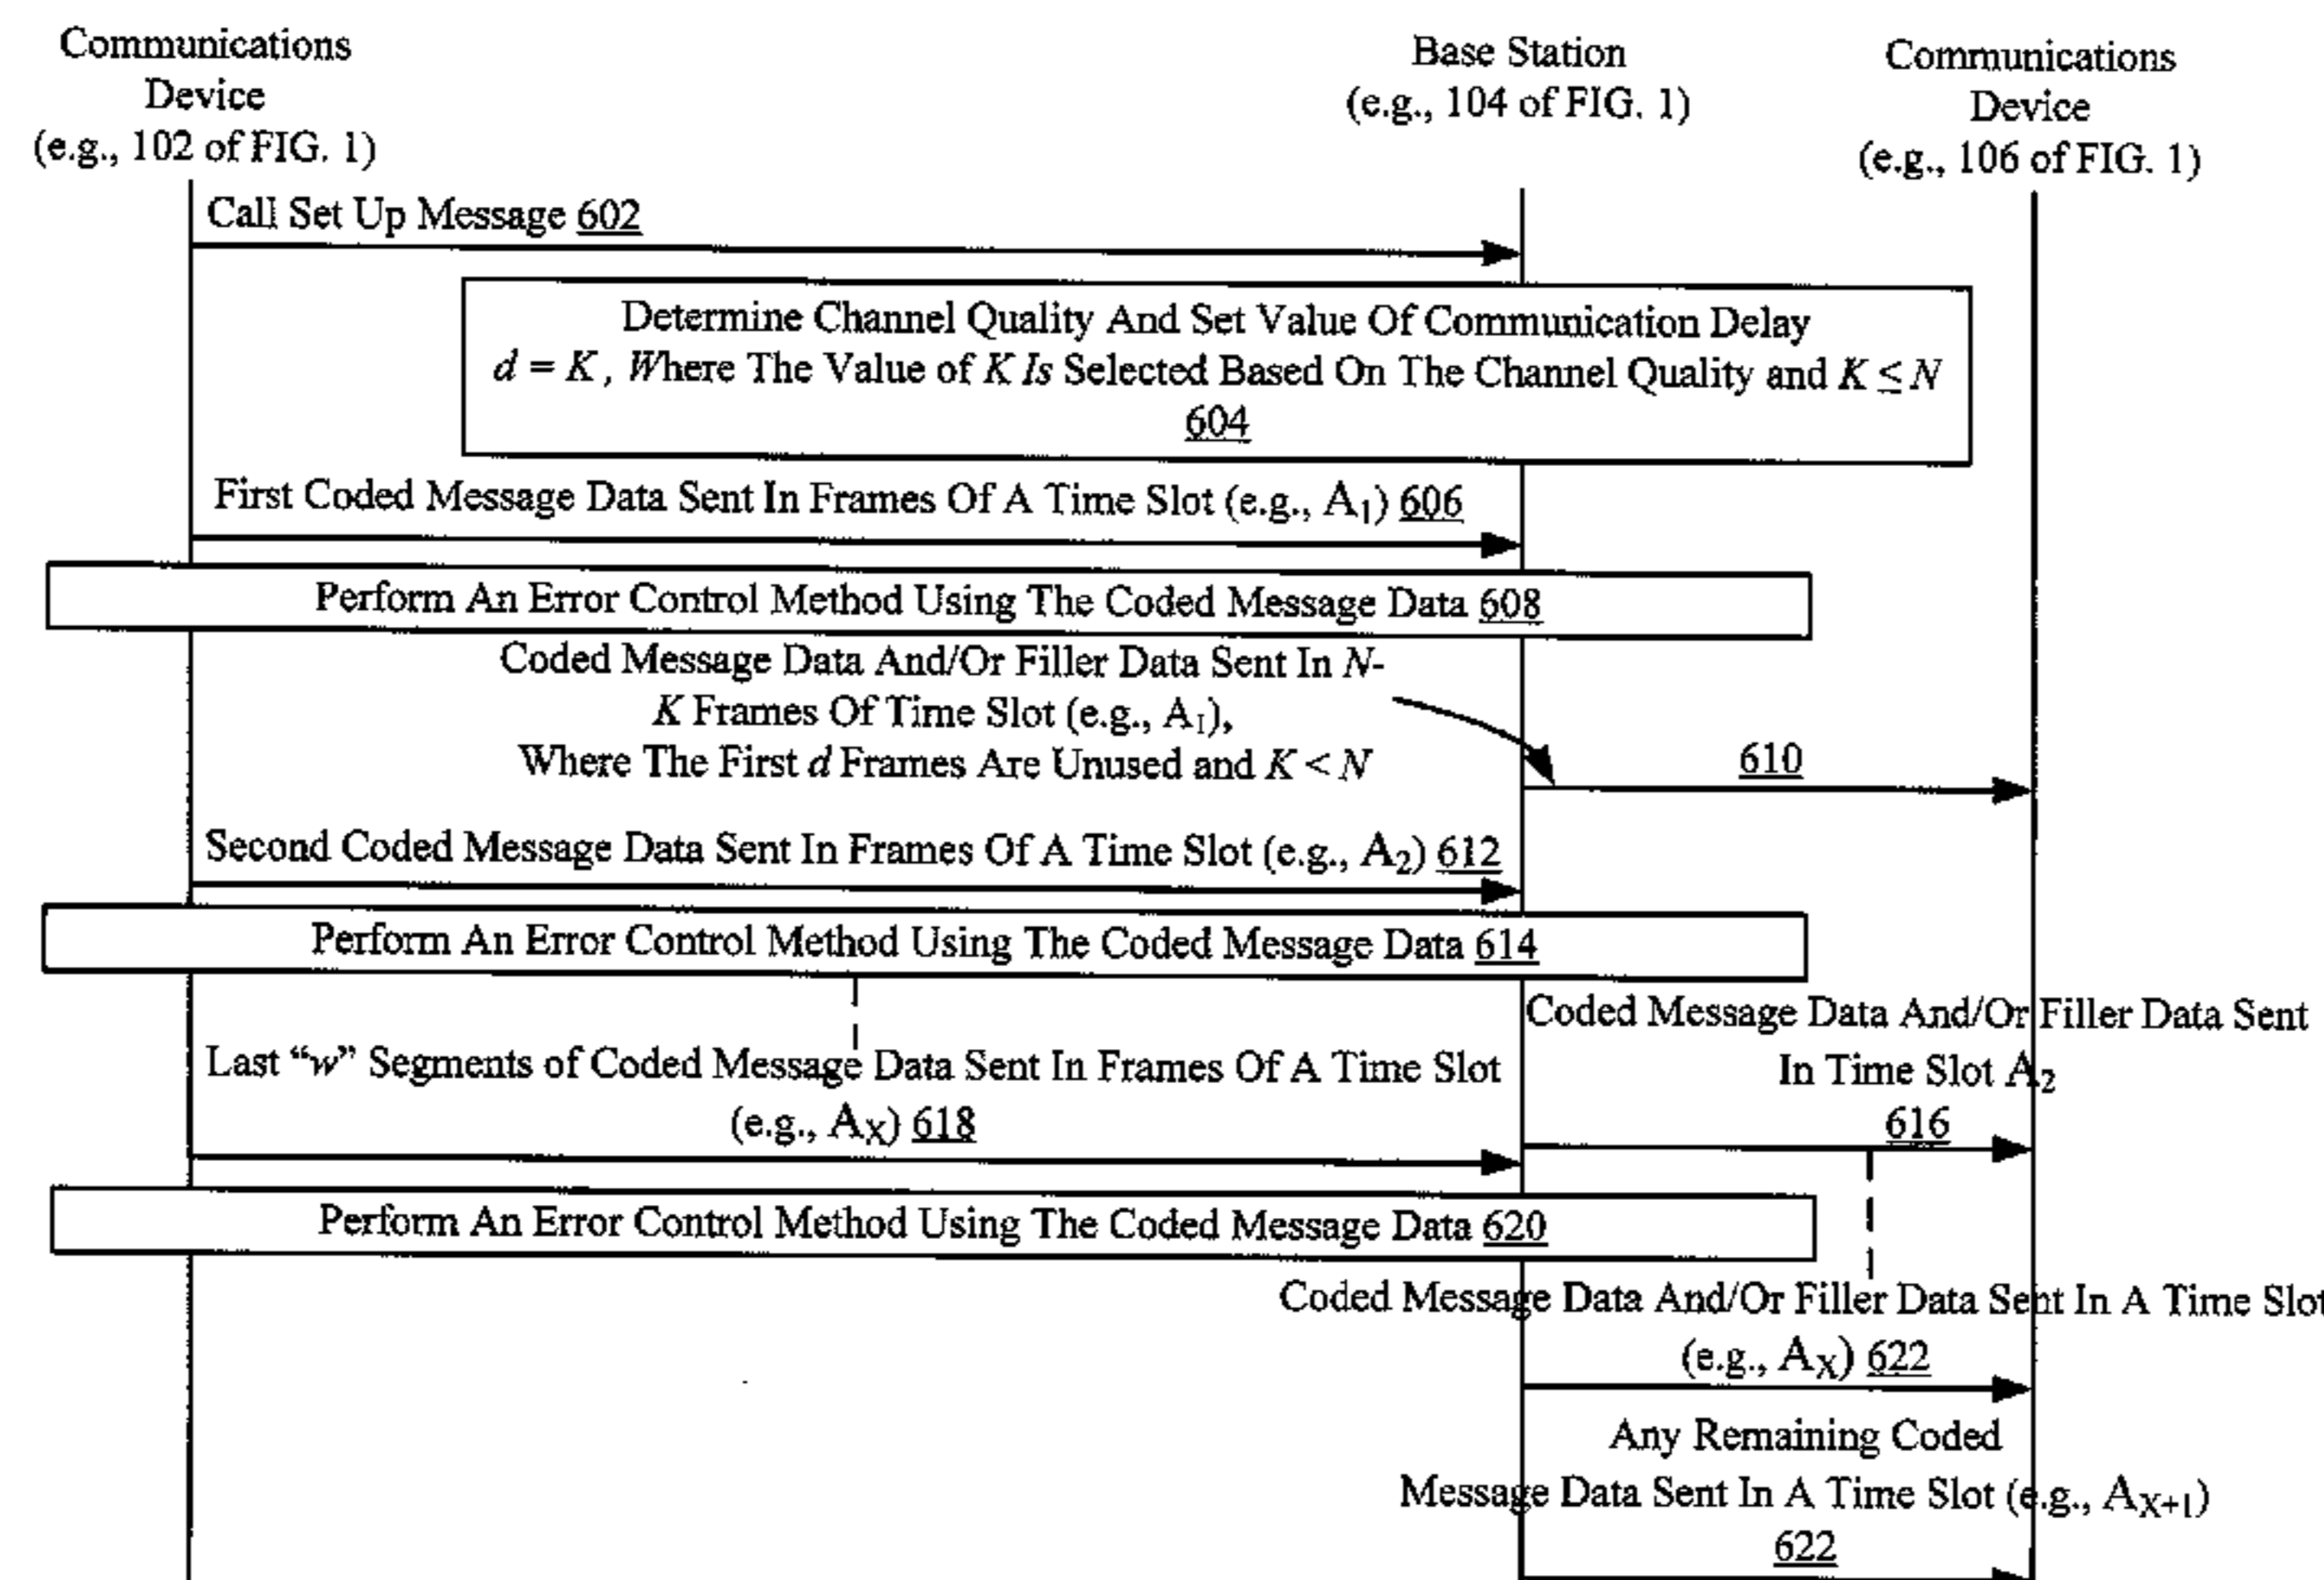 Communications
Device
(e.g., 102 of FIG. 1)
Base Station
(e.g., 104 of FIG. 1)
Communications
Device
(e.g., 106 of FIG. 1)
Call Set Up Message 602
Determine Channel Quality And Set Value Of Communication Delay
d = K, Where The Value of K Is Selected Based On The Channel Quality and K ≤ N
604
First Coded Message Data Sent In Frames Of A Time Slot (e.g., A₁) 606
Perform An Error Control Method Using The Coded Message Data 608
Coded Message Data And/Or Filler Data Sent In N-
K Frames Of Time Slot (e.g., A₁),
Where The First d Frames Are Unused and K < N
610
Second Coded Message Data Sent In Frames Of A Time Slot (e.g., A₂) 612
Perform An Error Control Method Using The Coded Message Data 614
Coded Message Data And/Or Filler Data Sent
In Time Slot A₂
616
Last “w” Segments of Coded Message Data Sent In Frames Of A Time Slot
(e.g., Aₓ) 618
Perform An Error Control Method Using The Coded Message Data 620
Coded Message Data And/Or Filler Data Sent In A Time Slot
(e.g., Aₓ) 622
Any Remaining Coded
Message Data Sent In A Time Slot (e.g., Aₓ₊₁)
622